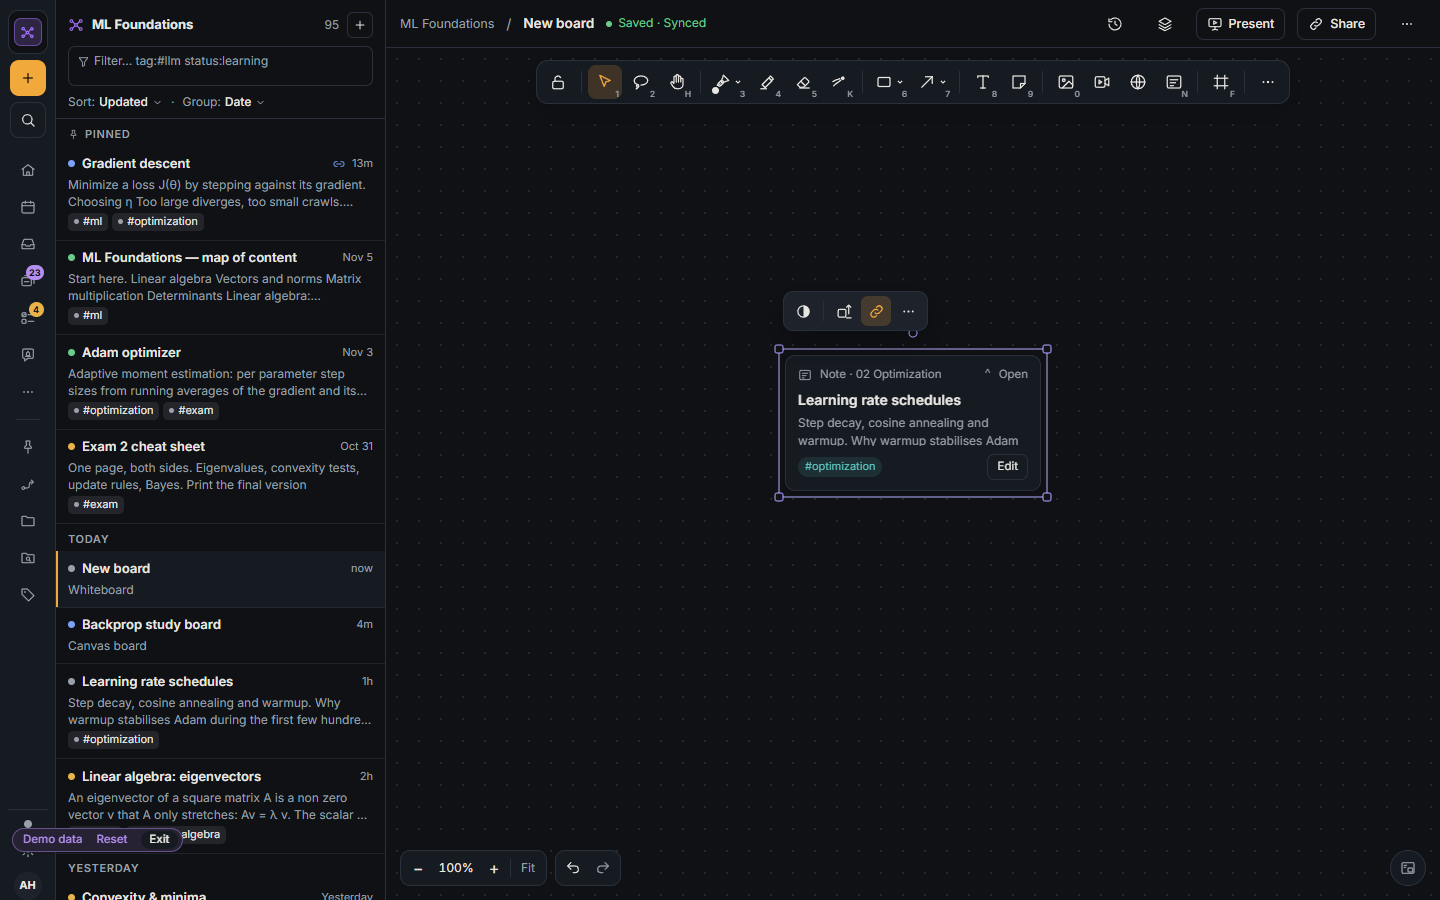 ML Foundations
95
Filter... tag:#llm status:learning
Sort: Updated · Group: Date
PINNED
Gradient descent
13m
Minimize a loss J(θ) by stepping against its gradient.
Choosing η Too large diverges, too small crawls....
#ml #optimization
ML Foundations — map of content
Nov 5
Start here. Linear algebra Vectors and norms Matrix
multiplication Determinants Linear algebra:...
#ml
Adam optimizer
Nov 3
Adaptive moment estimation: per parameter step
sizes from running averages of the gradient and its...
#optimization #exam
Exam 2 cheat sheet
Oct 31
One page, both sides. Eigenvalues, convexity tests,
update rules, Bayes. Print the final version
#exam
TODAY
New board
now
Whiteboard
Backprop study board
4m
Canvas board
Learning rate schedules
1h
Step decay, cosine annealing and warmup. Why
warmup stabilises Adam during the first few hundre...
#optimization
Linear algebra: eigenvectors
2h
An eigenvector of a square matrix A is a non zero
vector v that A only stretches: Av = λ v. The scalar ...
algebra
YESTERDAY
Convexity & minima
Yesterday
23
4
Demo data Reset Exit
AH
ML Foundations / New board
Saved · Synced
Present
Share
1 2 H 3 4 5 K 6 7 8 9 0 N F
Note · 02 Optimization
Open
Learning rate schedules
Step decay, cosine annealing and
warmup. Why warmup stabilises Adam
#optimization
Edit
− 100% + Fit